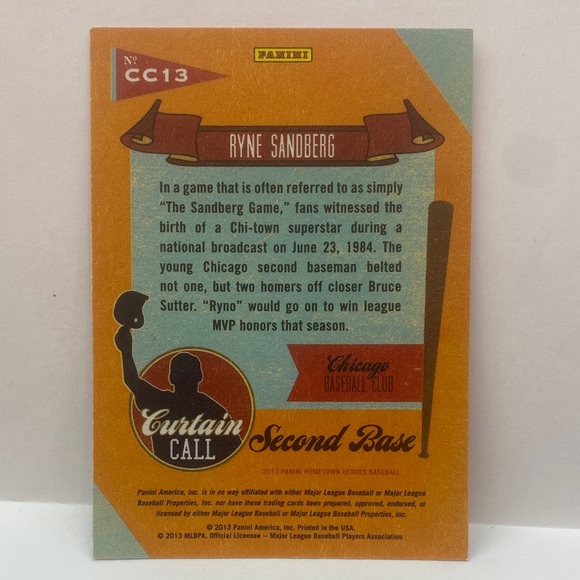 Nº
CC13
PANINI
RYNE SANDBERG
In a game that is often referred to as simply
"The Sandberg Game," fans witnessed the
birth of a Chi-town superstar during a
national broadcast on June 23, 1984. The
young Chicago second baseman belted
not one, but two homers off closer Bruce
Sutter. "Ryno" would go on to win league
MVP honors that season.
Chicago
BASEBALL CLUB
Curtain
CALL
Second Base
2013 PANINI HOMETOWN HEROES BASEBALL
Panini America, Inc. is in no way affiliated with either Major League Baseball or Major League
Baseball Properties, Inc. nor have these trading cards been prepared, approved, endorsed, or
licensed by either Major League Baseball or Major League Baseball Properties, Inc.
© 2013 Panini America, Inc. Printed in the USA.
© 2013 MLBPA. Official Licensee – Major League Baseball Players Association